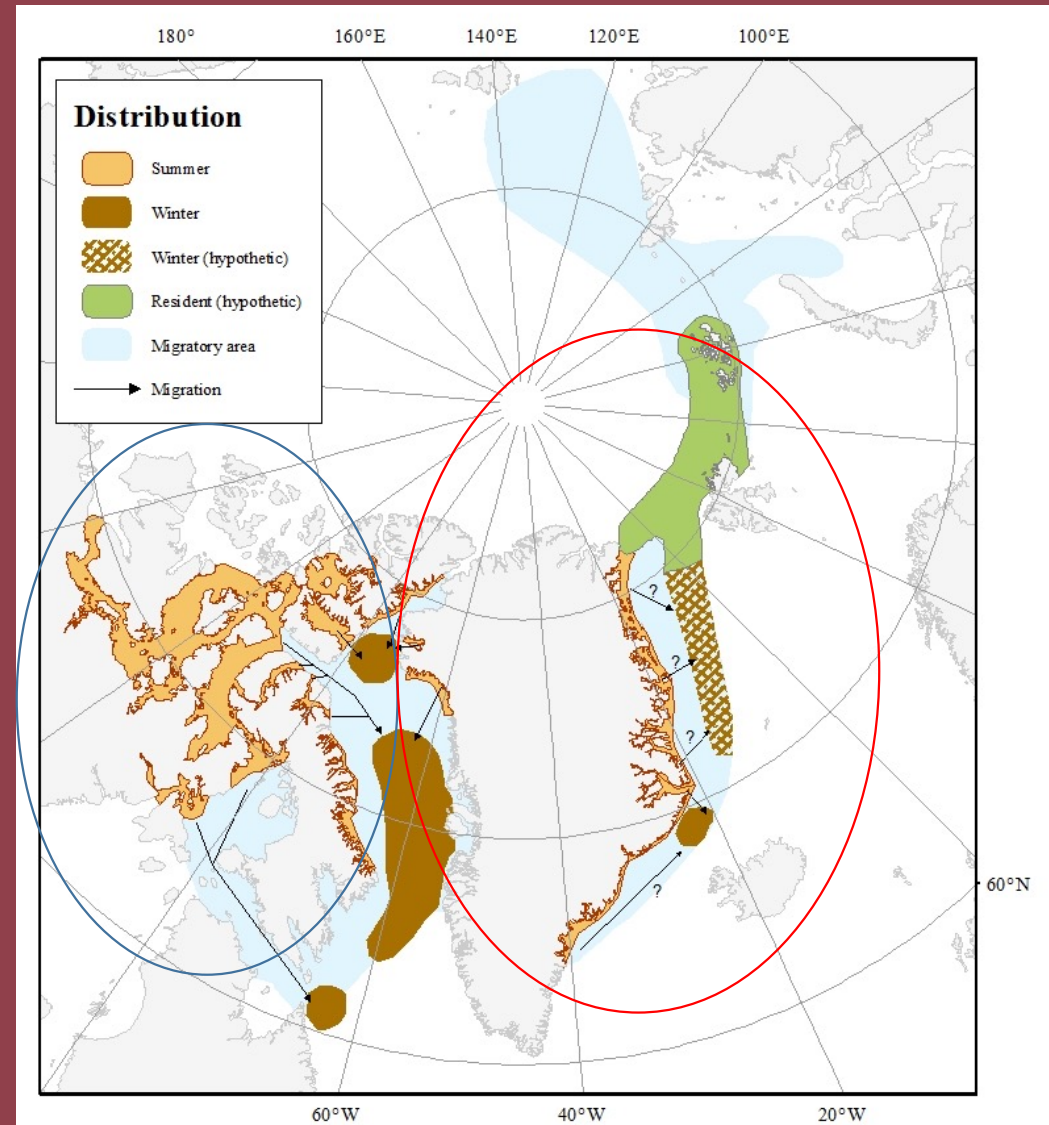 180°
160°E
140°E
120°E
100°E
Distribution
Summer
Winter
Winter (hypothetic)
Resident (hypothetic)
Migratory area
Migration
?
?
?
?
60°N
60°W
40°W
20°W